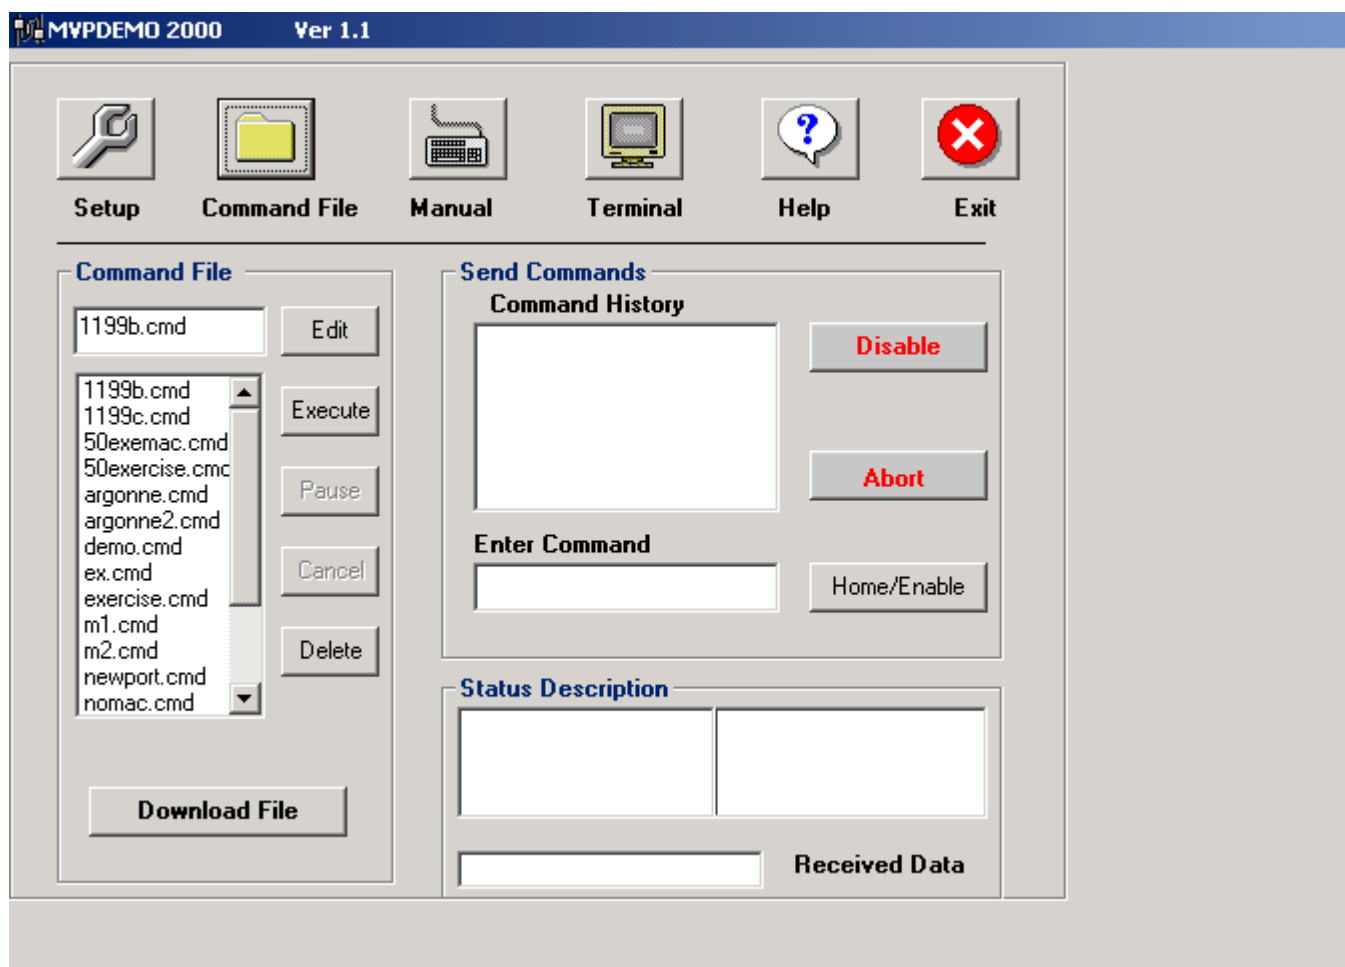 MVPDEMO 2000 Ver 1.1
Setup Command File Manual Terminal Help Exit
Command File
1199b.cmd
Edit
1199b.cmd
1199c.cmd
50exemac.cmd
50exercise.cmd
argonne.cmd
argonne2.cmd
demo.cmd
ex.cmd
exercise.cmd
m1.cmd
m2.cmd
newport.cmd
nomac.cmd
Execute
Pause
Cancel
Delete
Download File
Send Commands
Command History
Disable
Abort
Enter Command
Home/Enable
Status Description
Received Data